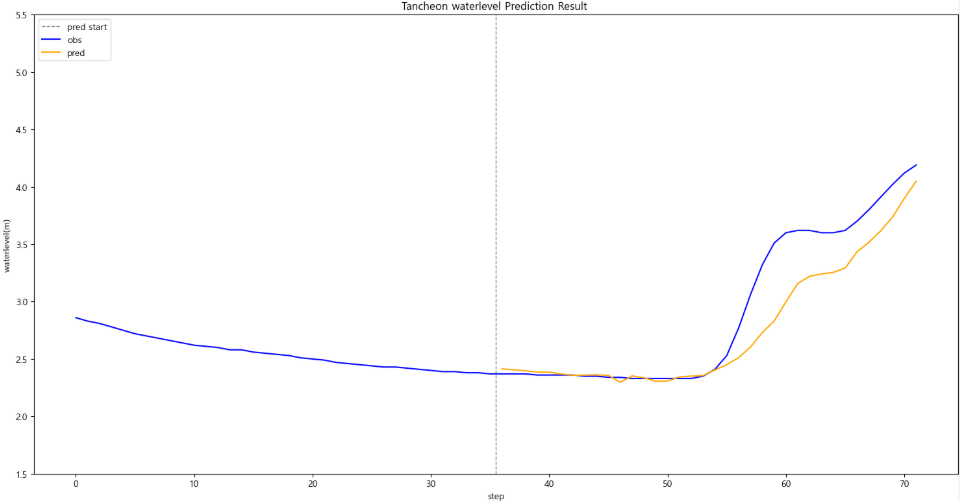 Tancheon waterlevel Prediction Result
pred start
obs
pred
5.5
5.0
4.5
4.0
3.5
3.0
2.5
2.0
1.5
waterlevel(m)
0 10 20 30 40 50 60 70
step